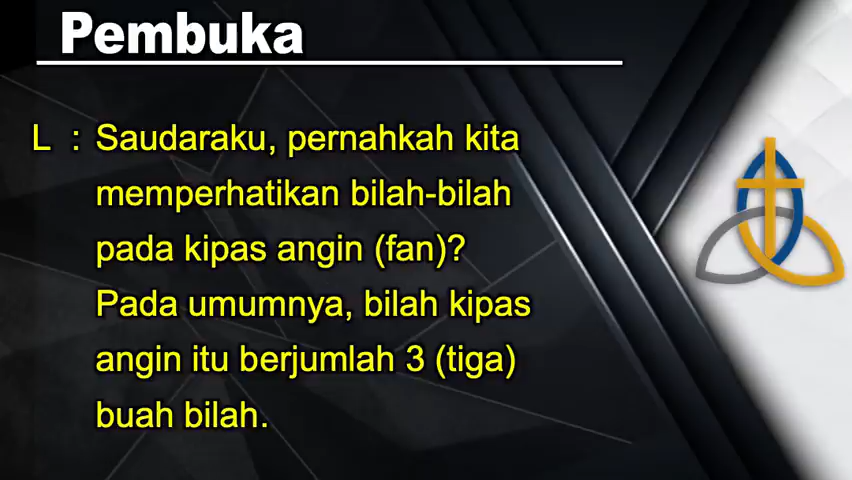 Pembuka
L : Saudaraku, pernahkah kita
memperhatikan bilah-bilah
pada kipas angin (fan)?
Pada umumnya, bilah kipas
angin itu berjumlah 3 (tiga)
buah bilah.